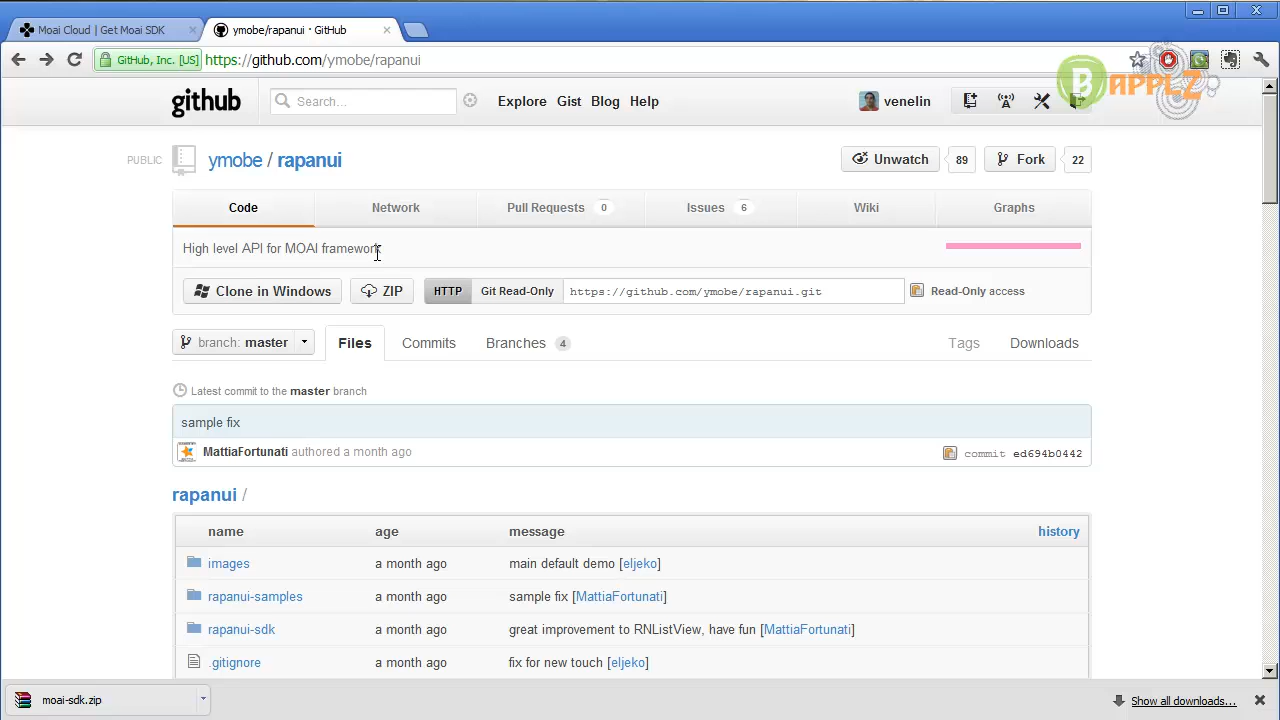 Moai Cloud | Get Moai SDK
ymobe/rapanui · GitHub
GitHub, Inc. [US] https://github.com/ymobe/rapanui
B APPLZ
github
Search...
Explore Gist Blog Help
venelin
PUBLIC
ymobe / rapanui
Unwatch 89 Fork 22
Code Network Pull Requests 0 Issues 6 Wiki Graphs
High level API for MOAI framework
Clone in Windows ZIP HTTP Git Read-Only https://github.com/ymobe/rapanui.git Read-Only access
branch: master Files Commits Branches 4 Tags Downloads
Latest commit to the master branch
sample fix
MattiaFortunati authored a month ago commit ed694b0442
rapanui /
name age message history
images a month ago main default demo [eljeko]
rapanui-samples a month ago sample fix [MattiaFortunati]
rapanui-sdk a month ago great improvement to RNListView, have fun [MattiaFortunati]
.gitignore a month ago fix for new touch [eljeko]
moai-sdk.zip Show all downloads...